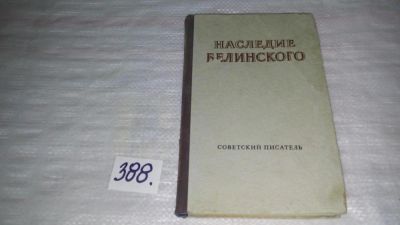 НАСЛЕДИЕ
БЕЛИНСКОГО
СОВЕТСКИЙ ПИСАТЕЛЬ
388.